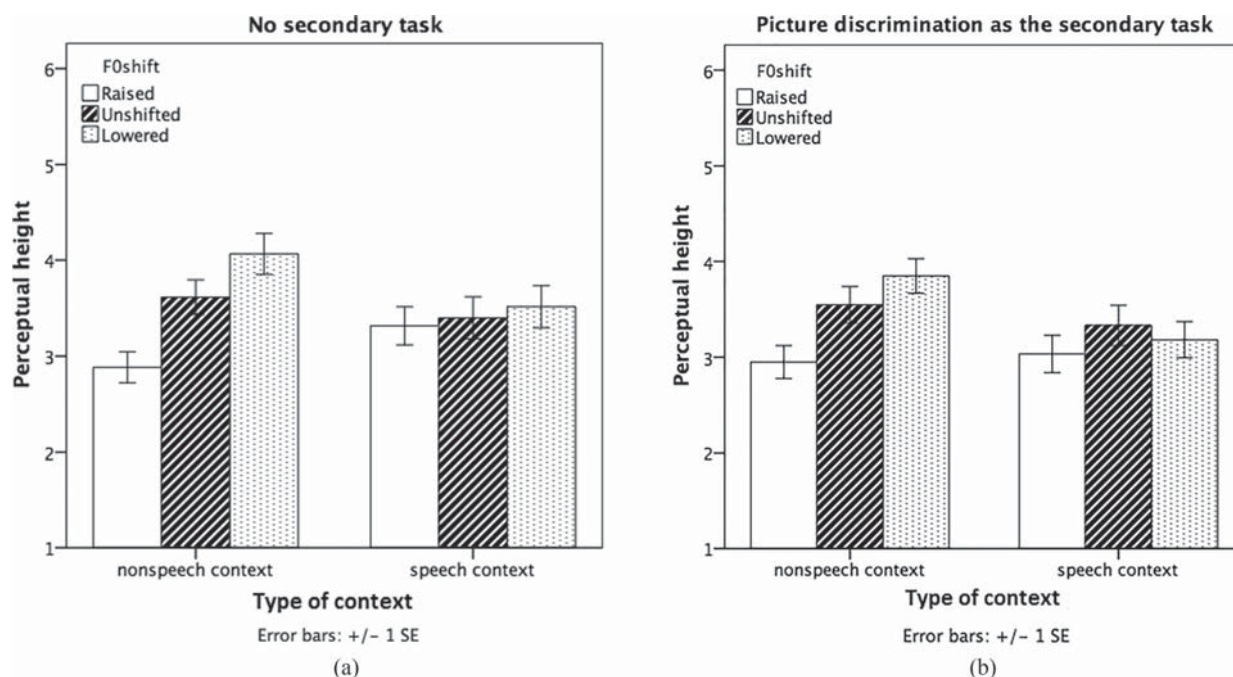 No secondary task
F0shift
Raised
Unshifted
Lowered
Perceptual height
6
5
4
3
2
1
nonspeech context
speech context
Type of context
Error bars: +/- 1 SE
(a)
Picture discrimination as the secondary task
F0shift
Raised
Unshifted
Lowered
Perceptual height
6
5
4
3
2
1
nonspeech context
speech context
Type of context
Error bars: +/- 1 SE
(b)